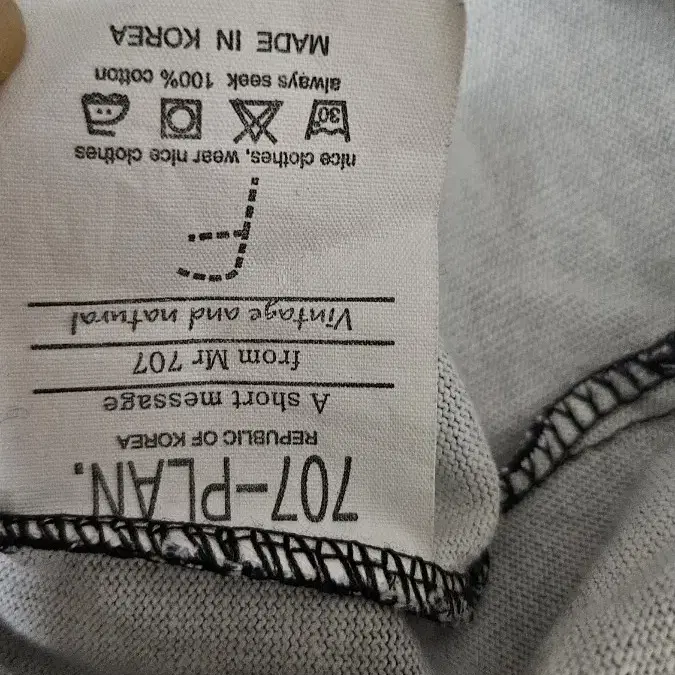 707-PLAN.
REPUBLIC OF KOREA
A short message
from Mr 707
Vintage and natural
nice clothes, wear nice clothes
30
always seek 100% cotton
MADE IN KOREA